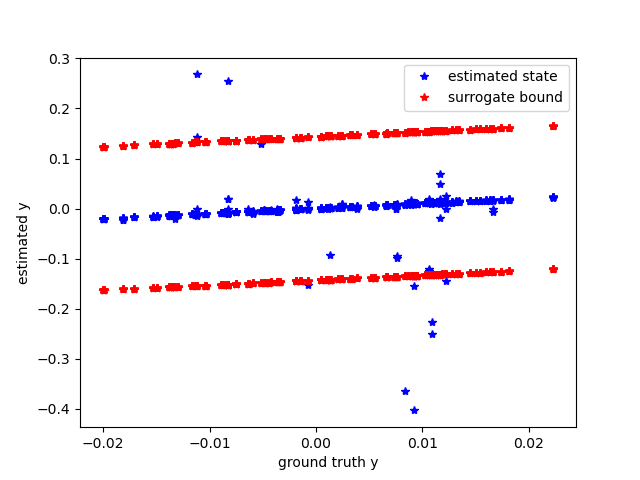 estimated state
surrogate bound
0.3
0.2
0.1
0.0
−0.1
−0.2
−0.3
−0.4
estimated y
−0.02 −0.01 0.00 0.01 0.02
ground truth y